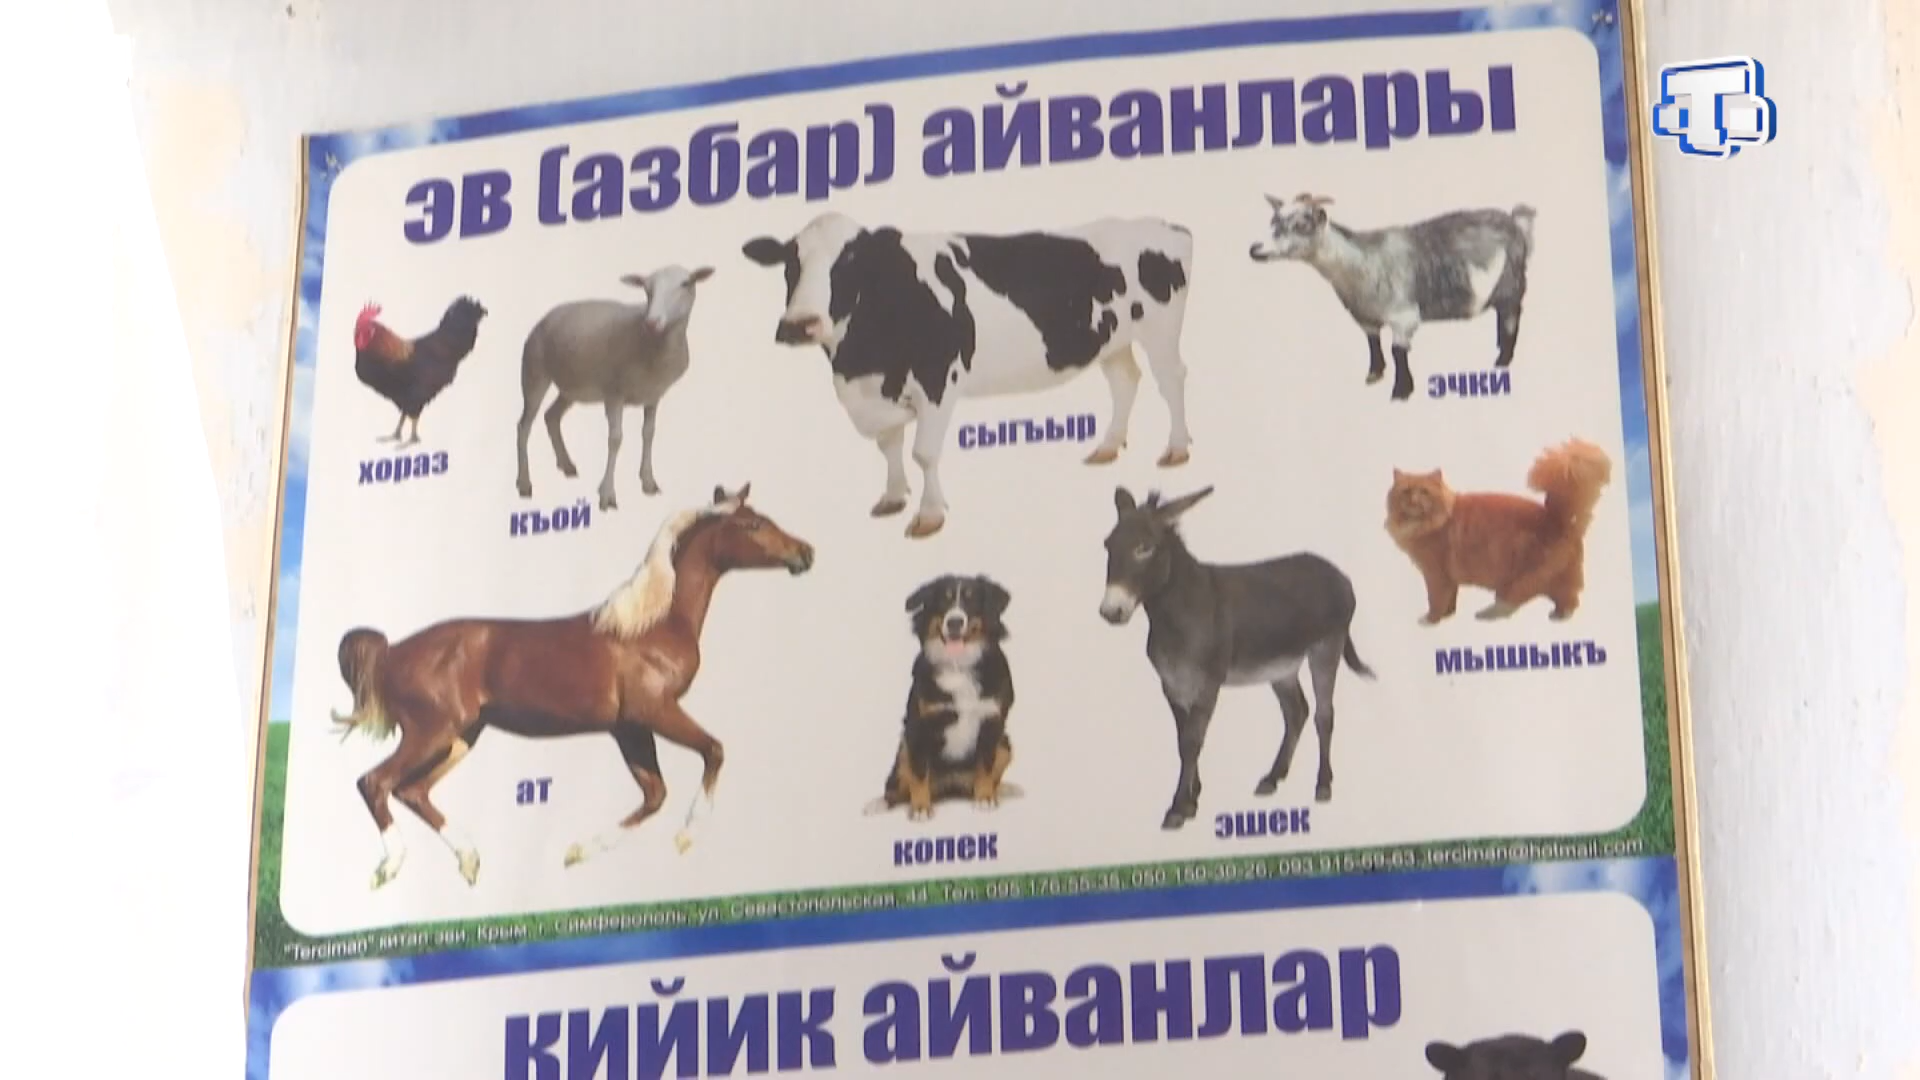 эв (азбар) айванлары
хораз
къой
сыгъыр
эчки
ат
копек
эшек
мышыкъ
"Terciman" китап эви, Крым, г. Симферополь, ул. Севастопольская, 44. Тел. 095 176-55-35, 050 150-30-26, 093 915-69-63, terciman@hotmail.com
кийик айванлар